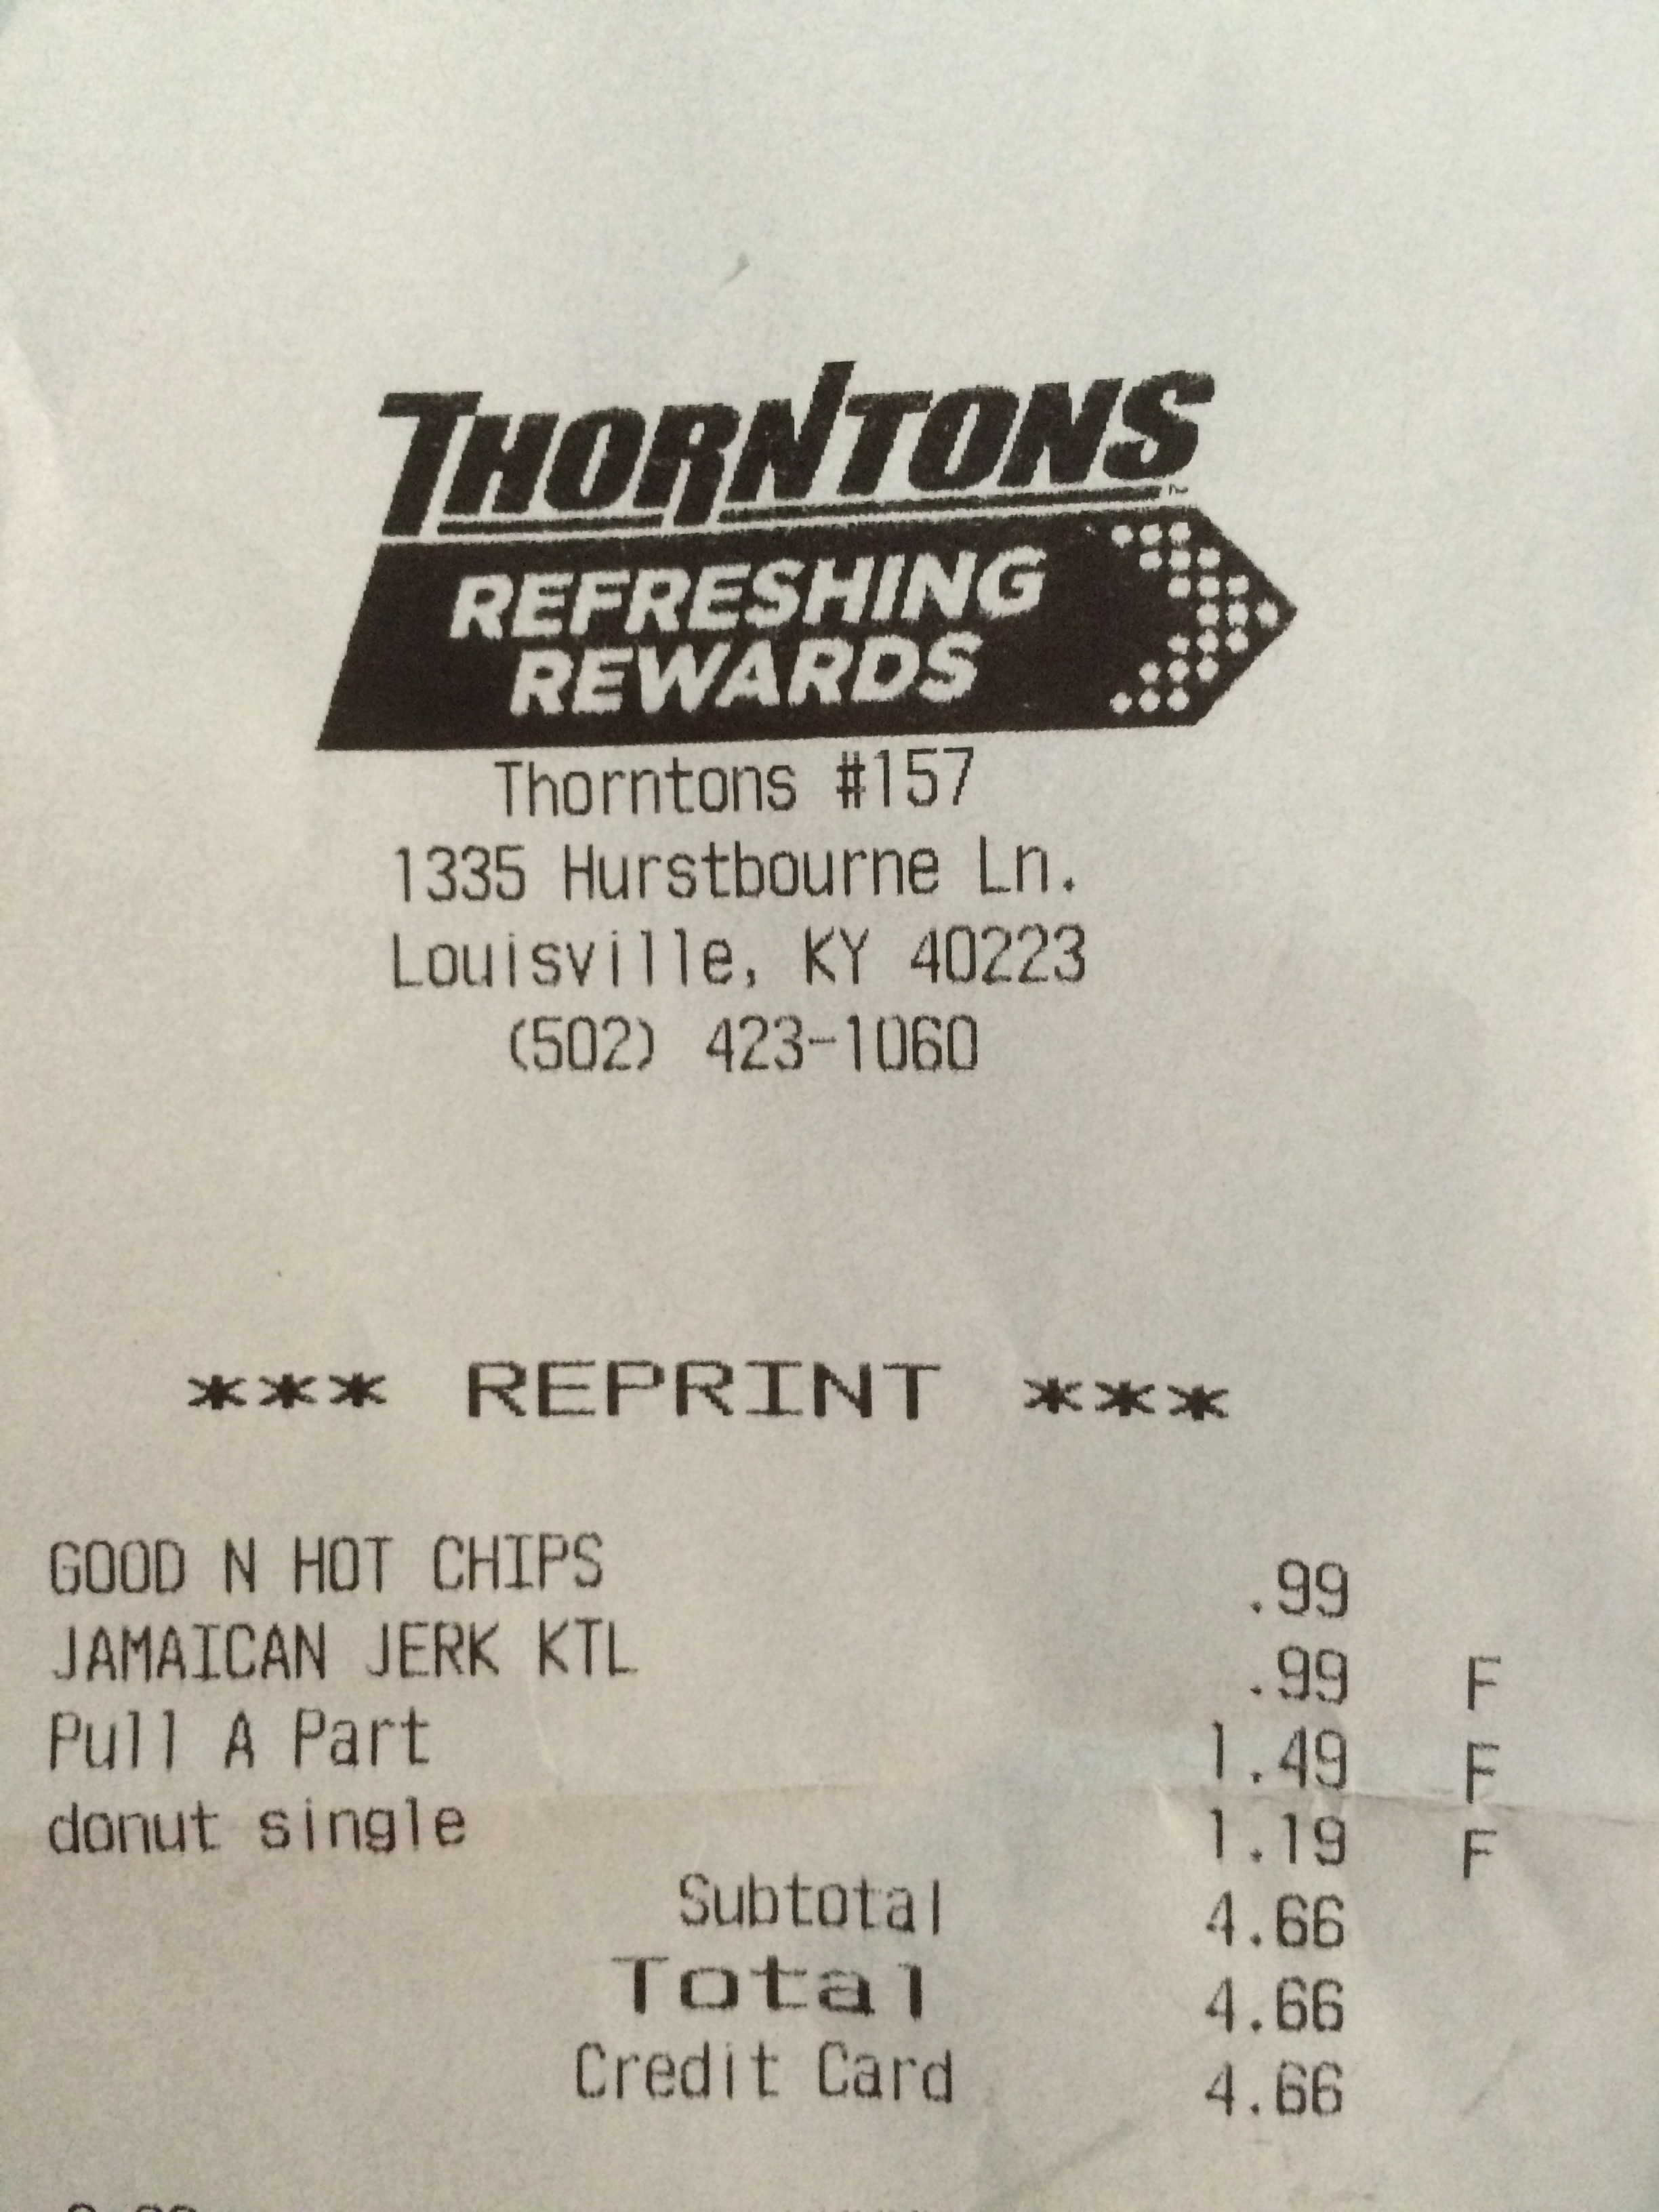 THORNTONS
REFRESHING
REWARDS
Thorntons #157
1335 Hurstbourne Ln.
Louisville, KY 40223
(502) 423-1060
*** REPRINT ***
GOOD N HOT CHIPS .99
JAMAICAN JERK KTL .99 F
Pull A Part 1.49 F
donut single 1.19 F
Subtotal 4.66
Total 4.66
Credit Card 4.66